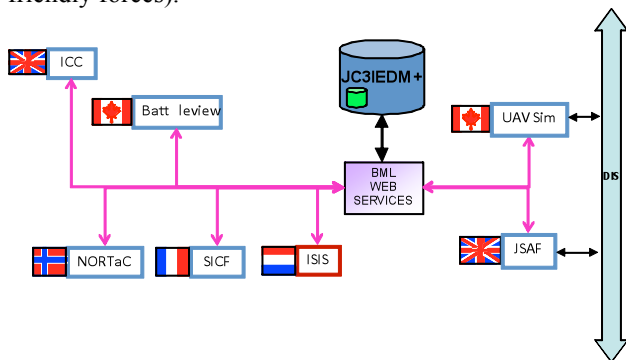 friendly forces).
ICC
Batt leview
JC3IEDM +
UAV Sim
DIS
BML
WEB
SERVICES
NORTaC
SICF
ISIS
JSAF